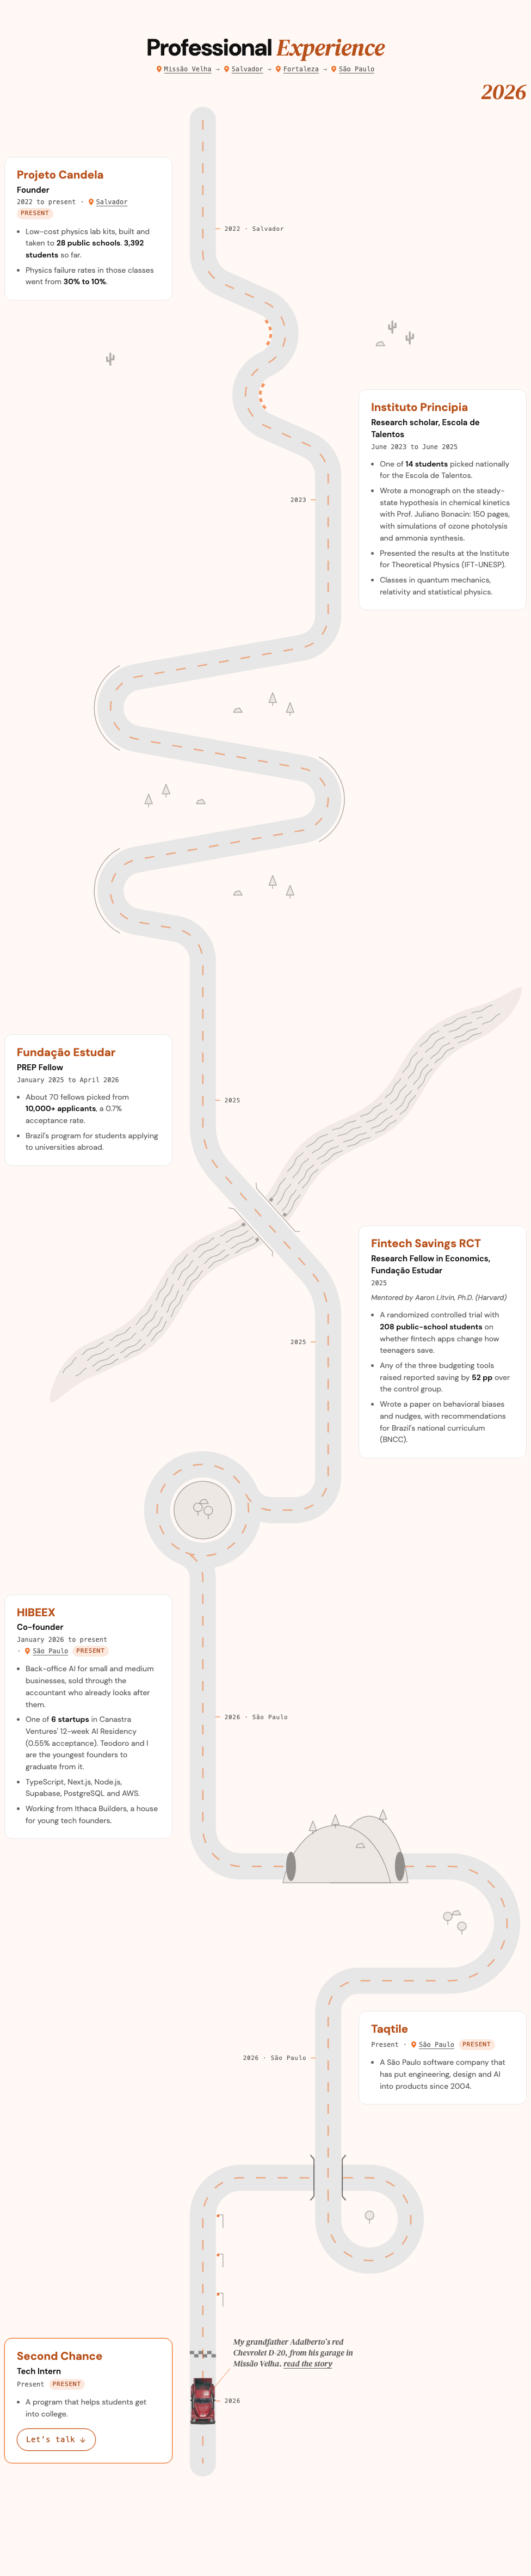 Professional Experience
Missão Velha → Salvador → Fortaleza → São Paulo
2026
Projeto Candela
Founder
2022 to present · Salvador
PRESENT
• Low-cost physics lab kits, built and
taken to 28 public schools. 3,392
students so far.
• Physics failure rates in those classes
went from 30% to 10%.
2022 · Salvador
Instituto Principia
Research scholar, Escola de
Talentos
June 2023 to June 2025
• One of 14 students picked nationally
for the Escola de Talentos.
• Wrote a monograph on the steady-
state hypothesis in chemical kinetics
with Prof. Juliano Bonacin: 150 pages,
with simulations of ozone photolysis
and ammonia synthesis.
• Presented the results at the Institute
for Theoretical Physics (IFT-UNESP).
• Classes in quantum mechanics,
relativity and statistical physics.
2023
Fundação Estudar
PREP Fellow
January 2025 to April 2026
• About 70 fellows picked from
10,000+ applicants, a 0.7%
acceptance rate.
• Brazil's program for students applying
to universities abroad.
2025
Fintech Savings RCT
Research Fellow in Economics,
Fundação Estudar
2025
Mentored by Aaron Litvin, Ph.D. (Harvard)
• A randomized controlled trial with
208 public-school students on
whether fintech apps change how
teenagers save.
• Any of the three budgeting tools
raised reported saving by 52 pp over
the control group.
• Wrote a paper on behavioral biases
and nudges, with recommendations
for Brazil's national curriculum
(BNCC).
2025
HIBEEX
Co-founder
January 2026 to present
· São Paulo PRESENT
• Back-office AI for small and medium
businesses, sold through the
accountant who already looks after
them.
• One of 6 startups in Canastra
Ventures' 12-week AI Residency
(0.55% acceptance). Teodoro and I
are the youngest founders to
graduate from it.
• TypeScript, Next.js, Node.js,
Supabase, PostgreSQL and AWS.
• Working from Ithaca Builders, a house
for young tech founders.
2026 · São Paulo
Taqtile
Present · São Paulo PRESENT
• A São Paulo software company that
has put engineering, design and AI
into products since 2004.
2026 · São Paulo
My grandfather Adalberto's red
Chevrolet D-20, from his garage in
Missão Velha. read the story
Second Chance
Tech Intern
Present PRESENT
• A program that helps students get
into college.
Let's talk ↓
2026